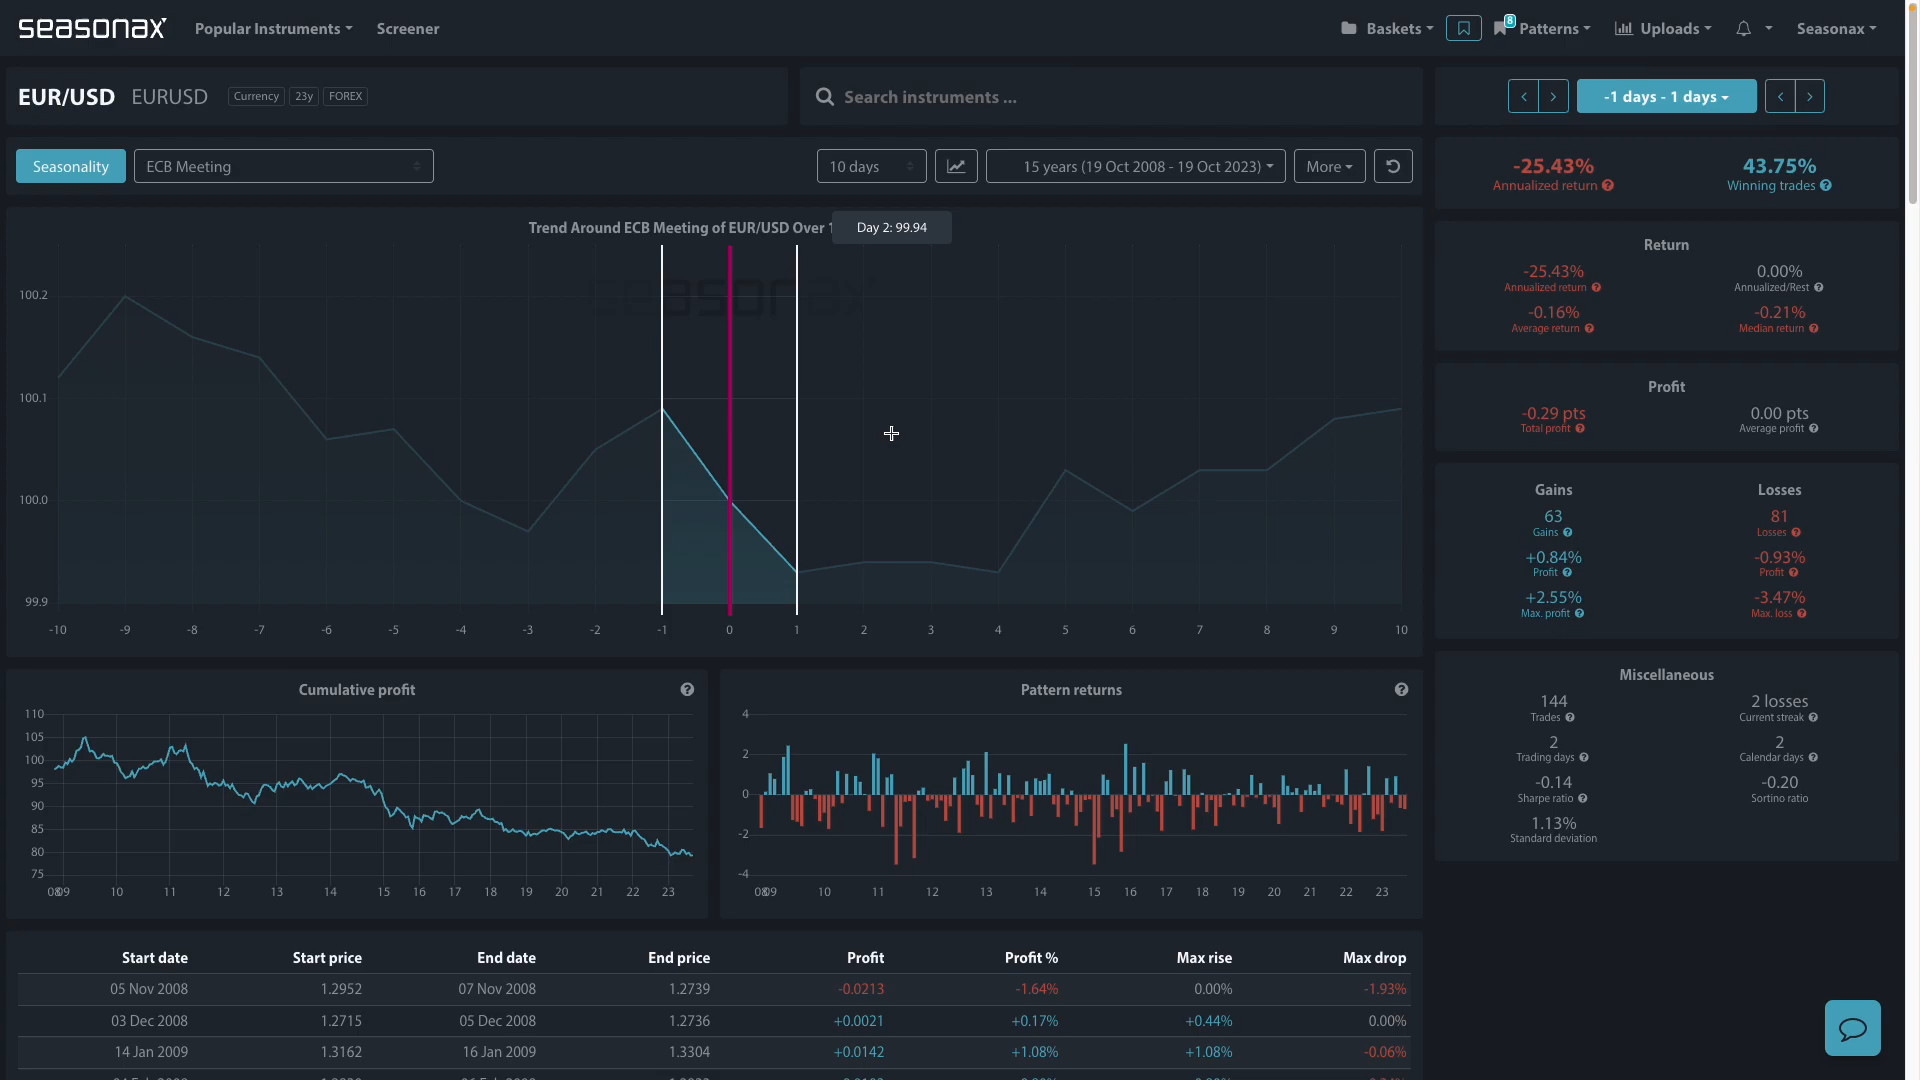 seasonax
Popular Instruments
Screener
Baskets
8
Patterns
Uploads
Seasonax
EUR/USD EURUSD Currency 23y FOREX
Search instruments ...
-1 days - 1 days
Seasonality
ECB Meeting
10 days
15 years (19 Oct 2008 - 19 Oct 2023)
More
Trend Around ECB Meeting of EUR/USD Over
Day 2: 99.94
seasonax
100.2
100.1
100.0
99.9
-10 -9 -8 -7 -6 -5 -4 -3 -2 -1 0 1 2 3 4 5 6 7 8 9 10
-25.43% 43.75%
Annualized return Winning trades
Return
-25.43% 0.00%
Annualized return Annualized/Rest
-0.16% -0.21%
Average return Median return
Profit
-0.29 pts 0.00 pts
Total profit Average profit
Gains Losses
63 81
Gains Losses
+0.84% -0.93%
Profit Profit
+2.55% -3.47%
Max. profit Max. loss
Miscellaneous
144 2 losses
Trades Current streak
2 2
Trading days Calendar days
-0.14 -0.20
Sharpe ratio Sortino ratio
1.13%
Standard deviation
Cumulative profit
110
105
100
95
90
85
80
75
08 09 10 11 12 13 14 15 16 17 18 19 20 21 22 23
Pattern returns
4
2
0
-2
-4
08 09 10 11 12 13 14 15 16 17 18 19 20 21 22 23
Start date Start price End date End price Profit Profit % Max rise Max drop
05 Nov 2008 1.2952 07 Nov 2008 1.2739 -0.0213 -1.64% 0.00% -1.93%
03 Dec 2008 1.2715 05 Dec 2008 1.2736 +0.0021 +0.17% +0.44% 0.00%
14 Jan 2009 1.3162 16 Jan 2009 1.3304 +0.0142 +1.08% +1.08% -0.06%